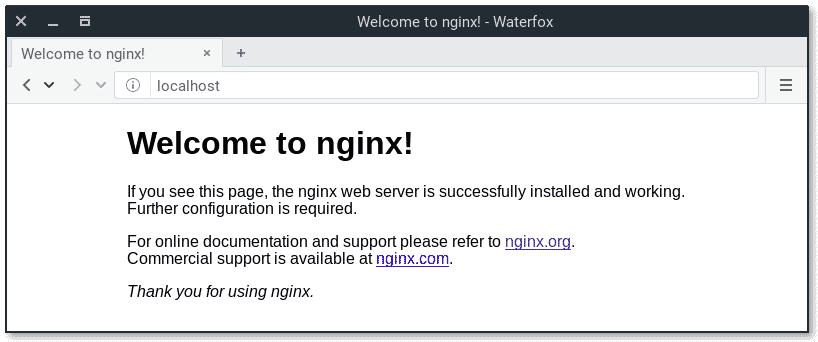 Welcome to nginx! - Waterfox
Welcome to nginx!
localhost
Welcome to nginx!
If you see this page, the nginx web server is successfully installed and working.
Further configuration is required.
For online documentation and support please refer to nginx.org.
Commercial support is available at nginx.com.
Thank you for using nginx.